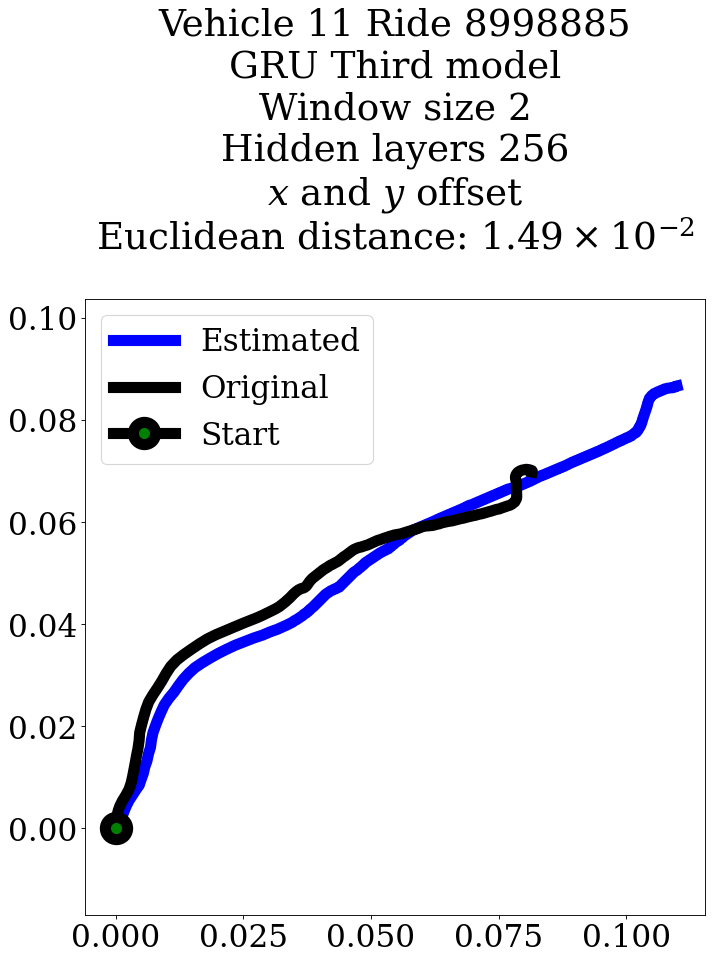 Vehicle 11 Ride 8998885
GRU Third model
Window size 2
Hidden layers 256
x and y offset
Euclidean distance: 1.49 × 10⁻²
Estimated
Original
Start
0.10
0.08
0.06
0.04
0.02
0.00
0.000 0.025 0.050 0.075 0.100